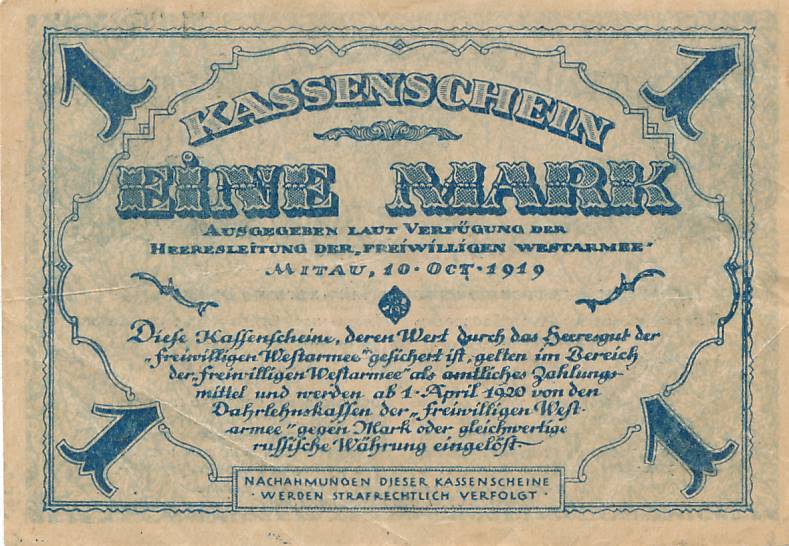 1 1
KASSENSCHEIN
EINE MARK
AUSGEGEBEN LAUT VERFÜGUNG DER
HEERESLEITUNG DER „FREIWILLIGEN WESTARMEE“
MITAU, 10·OCT·1919
Dieſe Kaſſenſcheine, deren Wert durch das Heeresgut der
„freiwilligen Westarmee“ geſichert iſt, gelten im Bereich
der „freiwilligen Westarmee“ als amtliches Zahlungs-
mittel und werden ab 1·April 1920 von den
Dahrlehnskaſſen der „freiwilligen West-
armee“ gegen Mark oder gleichwertige
ruſſiſche Währung eingelöst·
1 1
NACHAHMUNGEN DIESER KASSENSCHEINE
· WERDEN STRAFRECHTLICH VERFOLGT ·